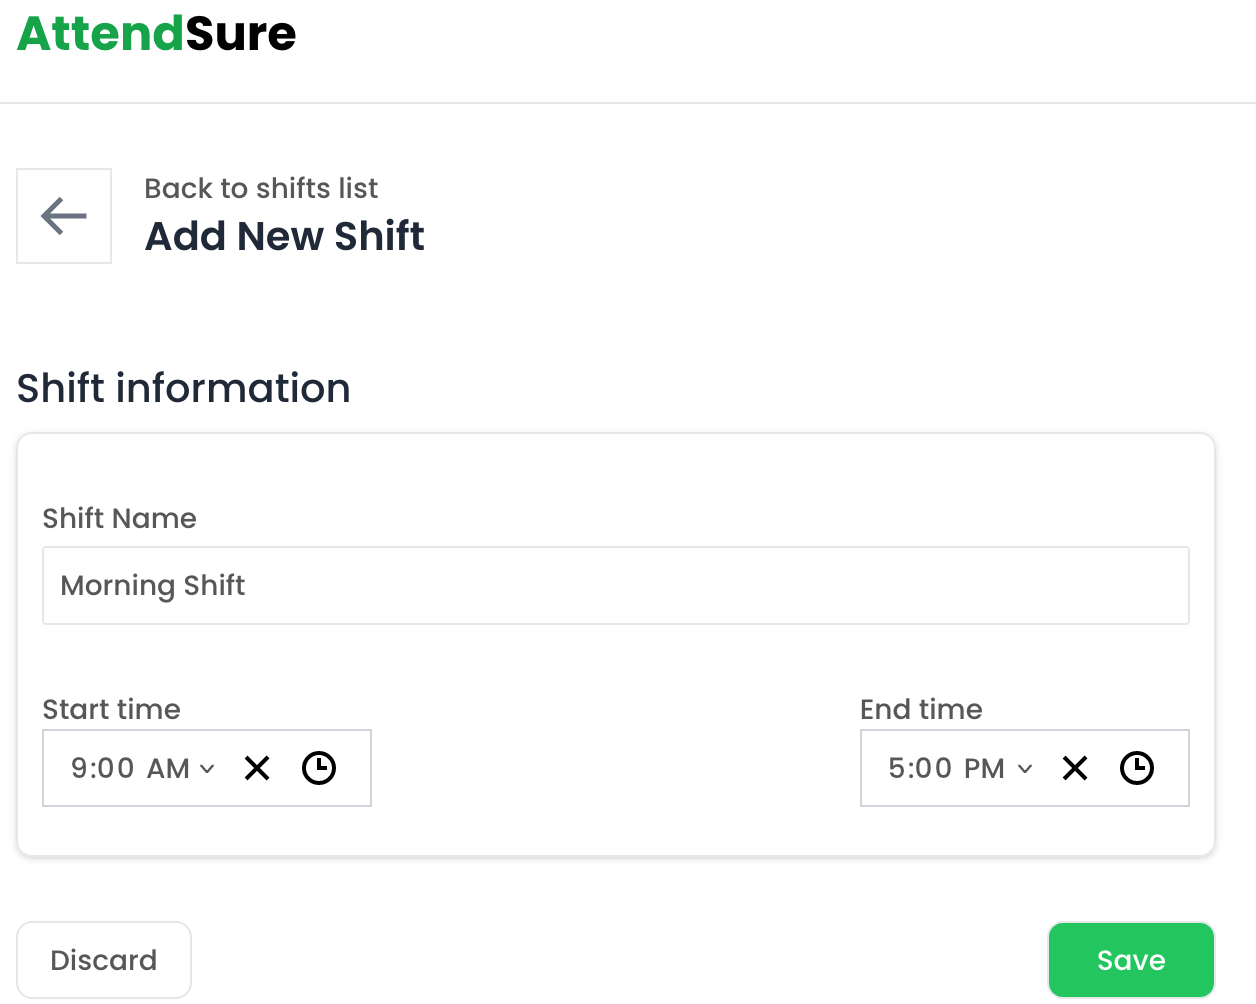 AttendSure
Back to shifts list
Add New Shift
Shift information
Shift Name
Morning Shift
Start time
End time
9:00 AM
5:00 PM
Discard
Save